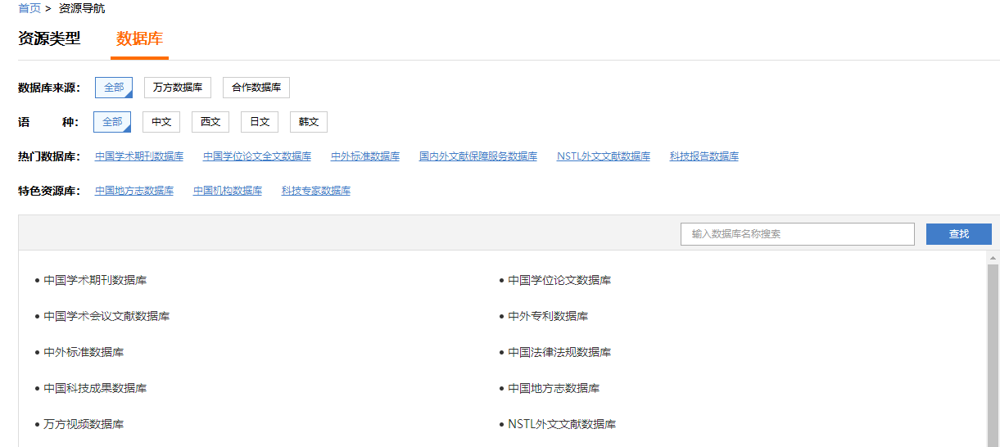 首页 > 资源导航
资源类型 数据库
数据库来源： 全部 万方数据库 合作数据库
语 种： 全部 中文 西文 日文 韩文
热门数据库： 中国学术期刊数据库 中国学位论文全文数据库 中外标准数据库 国内外文献保障服务数据库 NSTL外文文献数据库 科技报告数据库
特色资源库： 中国地方志数据库 中国机构数据库 科技专家数据库
输入数据库名称搜索 查找
• 中国学术期刊数据库 • 中国学位论文数据库
• 中国学术会议文献数据库 • 中外专利数据库
• 中外标准数据库 • 中国法律法规数据库
• 中国科技成果数据库 • 中国地方志数据库
• 万方视频数据库 • NSTL外文文献数据库